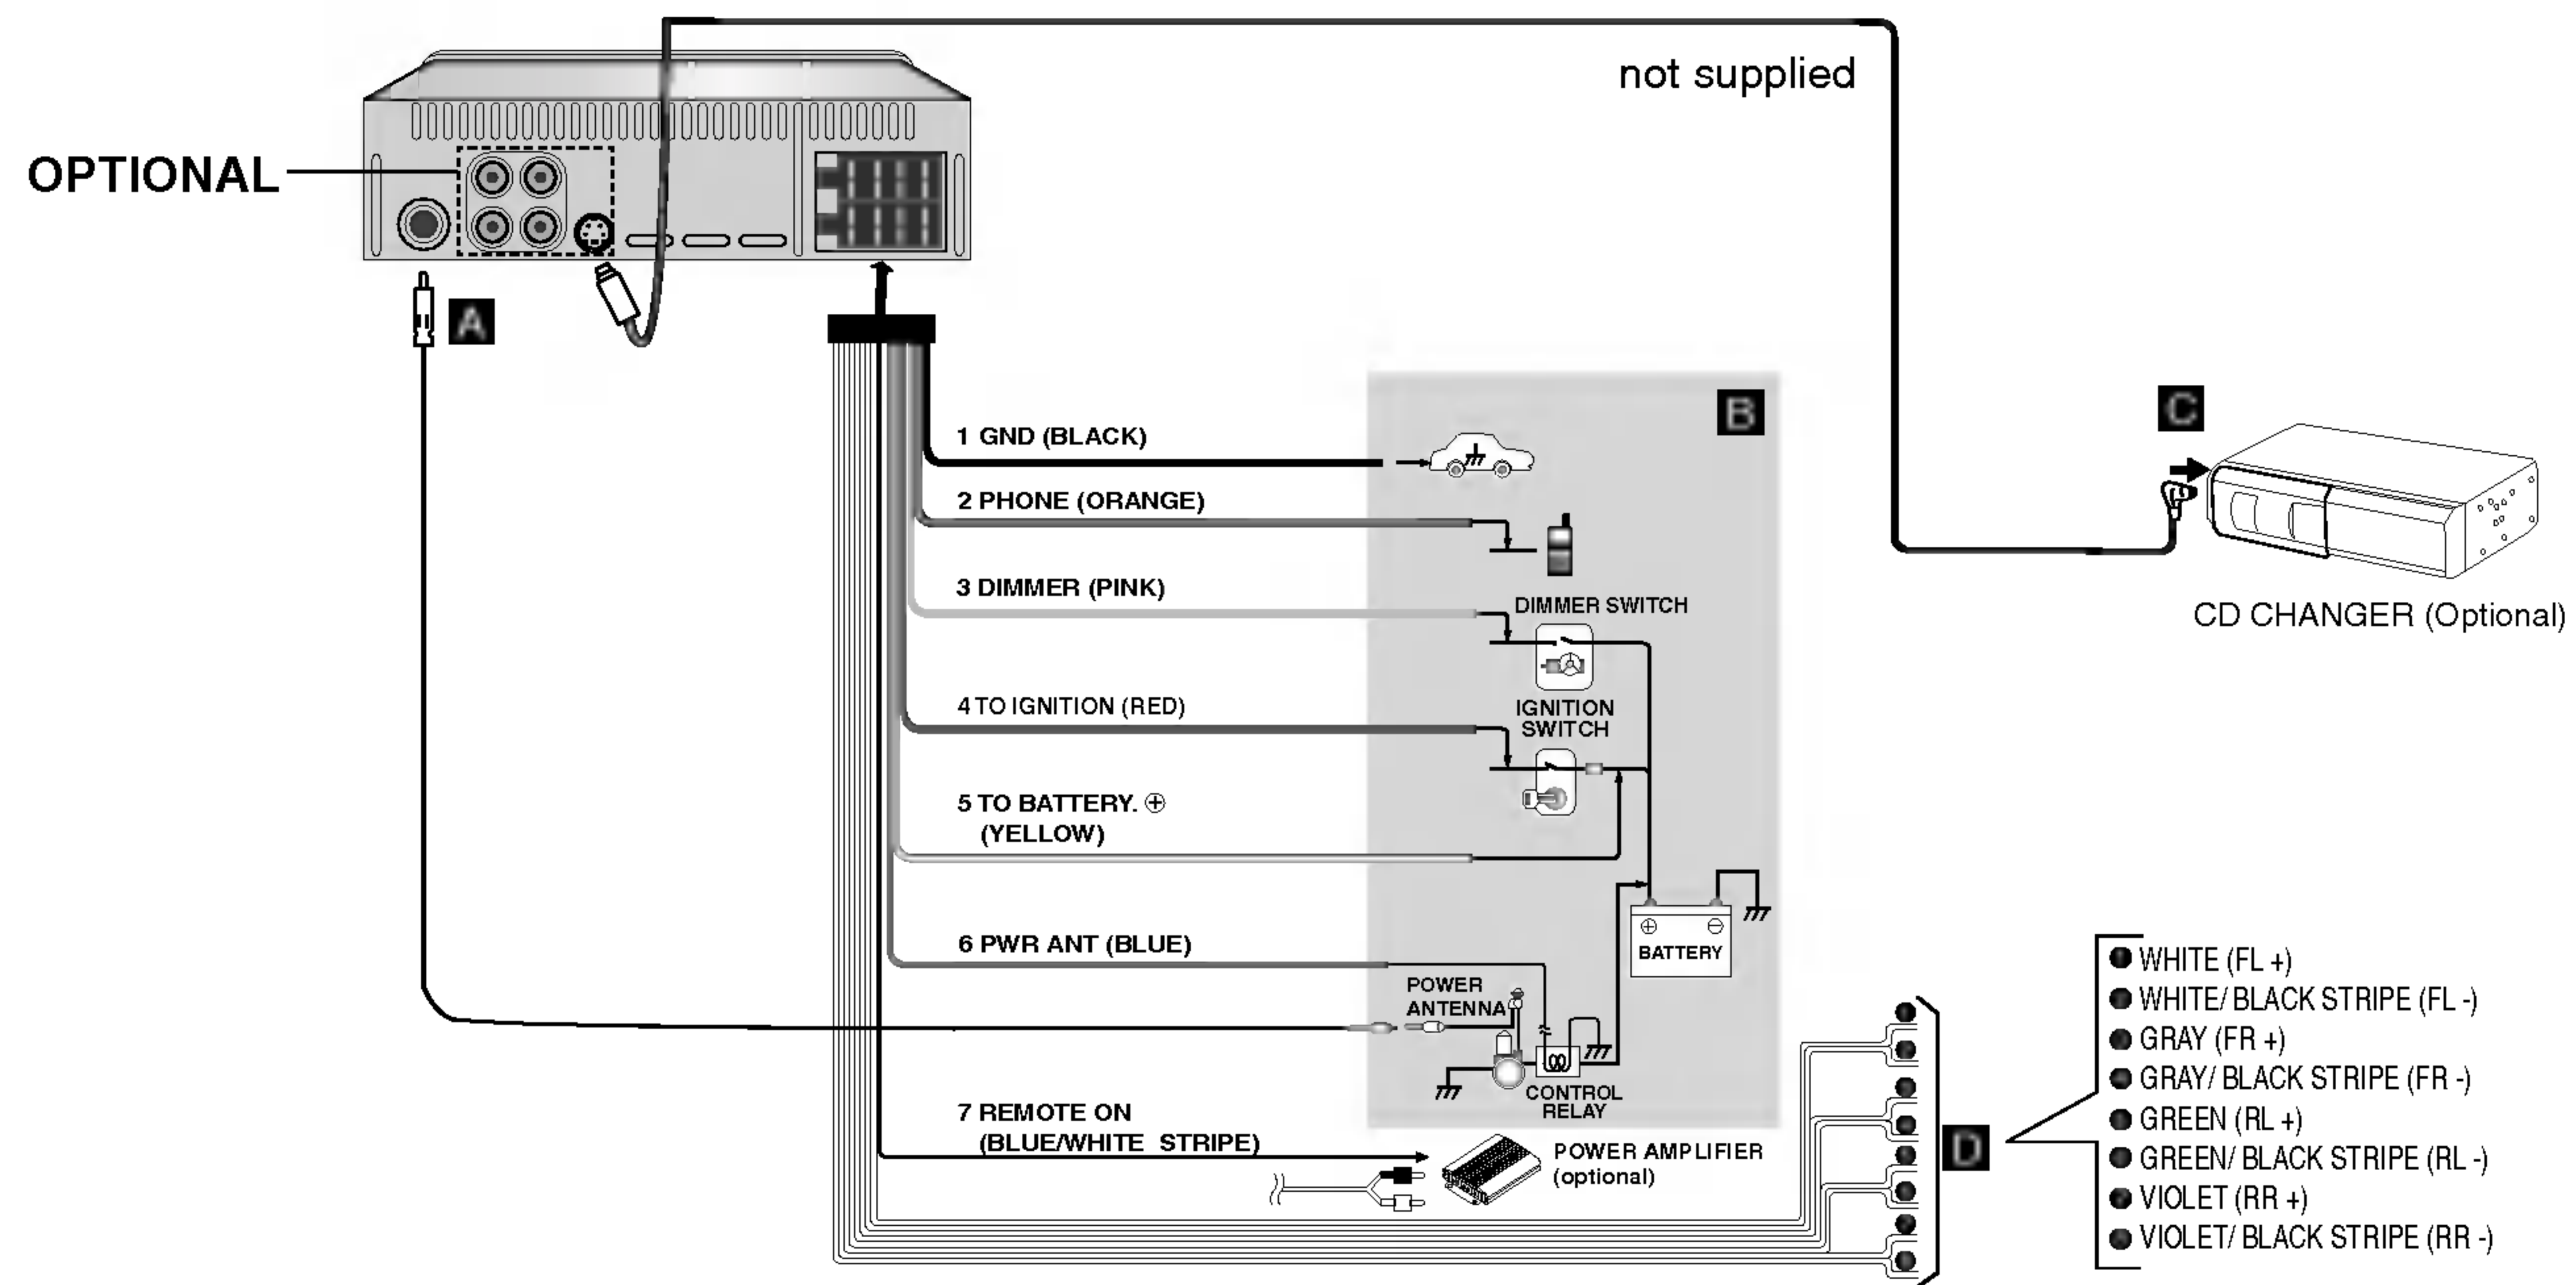 not supplied
OPTIONAL
A
B
C
1 GND (BLACK)
2 PHONE (ORANGE)
3 DIMMER (PINK)
DIMMER SWITCH
CD CHANGER (Optional)
4 TO IGNITION (RED)
IGNITION
SWITCH
5 TO BATTERY. ⊕
(YELLOW)
⊕ ⊖
BATTERY
6 PWR ANT (BLUE)
POWER
ANTENNA
CONTROL
RELAY
7 REMOTE ON
(BLUE/WHITE STRIPE)
POWER AMPLIFIER
(optional)
D
WHITE (FL +)
WHITE/ BLACK STRIPE (FL -)
GRAY (FR +)
GRAY/ BLACK STRIPE (FR -)
GREEN (RL +)
GREEN/ BLACK STRIPE (RL -)
VIOLET (RR +)
VIOLET/ BLACK STRIPE (RR -)